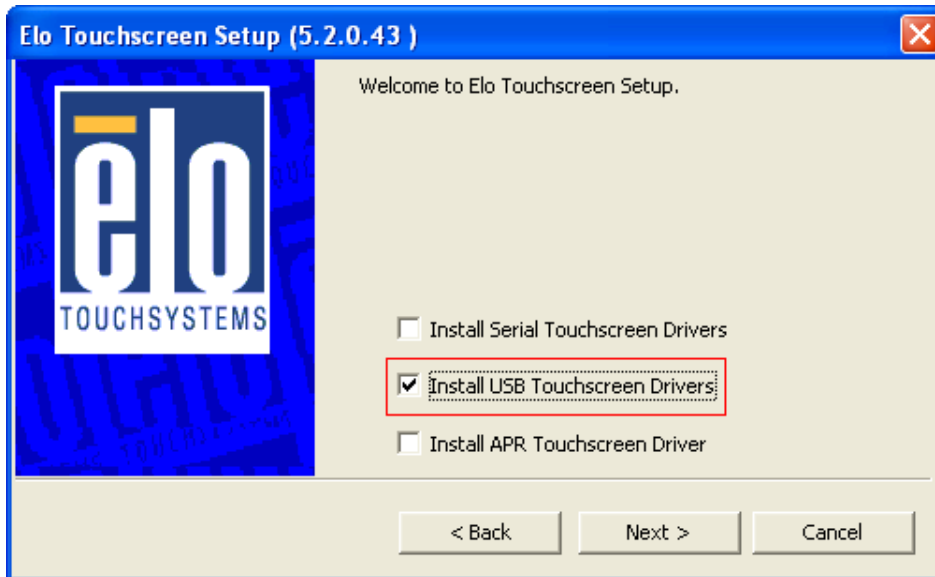 Elo Touchscreen Setup (5.2.0.43 )
Welcome to Elo Touchscreen Setup.
ēlo
TOUCHSYSTEMS
Install Serial Touchscreen Drivers
Install USB Touchscreen Drivers
Install APR Touchscreen Driver
< Back
Next >
Cancel